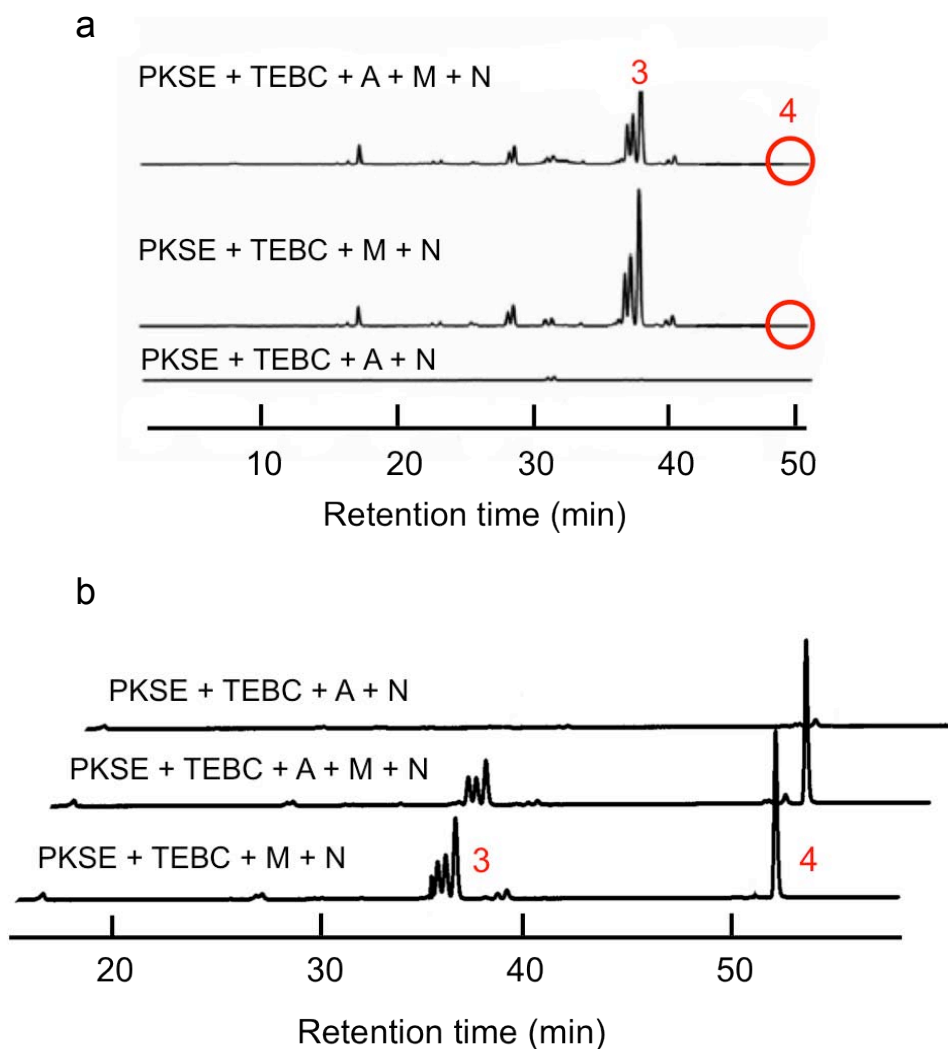 a
PKSE + TEBC + A + M + N
3
4
PKSE + TEBC + M + N
PKSE + TEBC + A + N
10 20 30 40 50
Retention time (min)
b
PKSE + TEBC + A + N
PKSE + TEBC + A + M + N
PKSE + TEBC + M + N
3
4
20 30 40 50
Retention time (min)